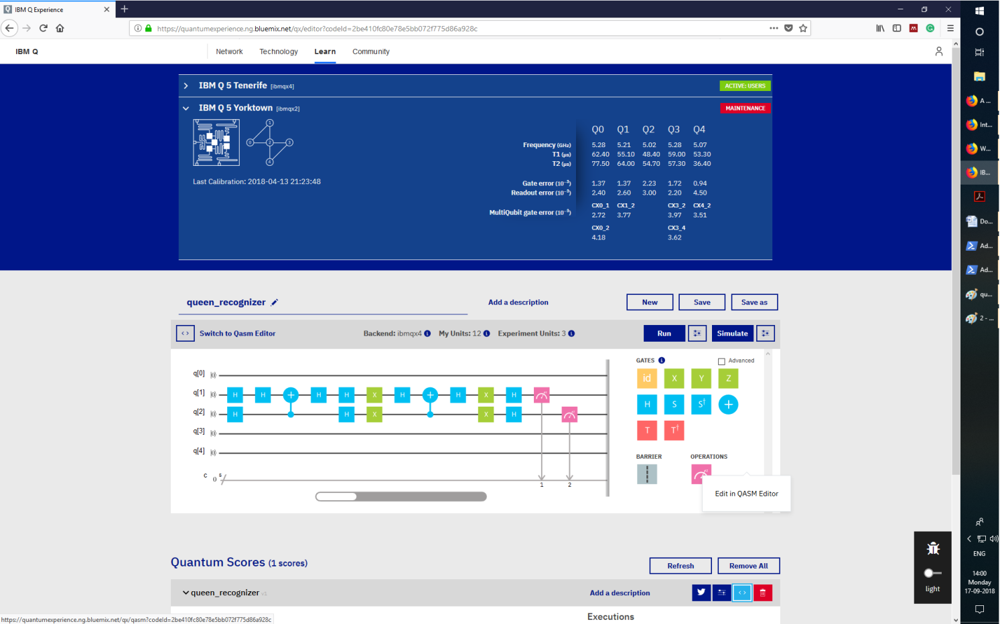 IBM Q Experience
https://quantumexperience.ng.bluemix.net/qx/editor?codeId=2be410fc80e78e5bb072f775d86a928c
IBM Q Network Technology Learn Community
IBM Q 5 Tenerife [ibmqx4] ACTIVE: USERS
IBM Q 5 Yorktown [ibmqx2] MAINTENANCE
1
0 2 3
4
Last Calibration: 2018-04-13 21:23:48
Q0 Q1 Q2 Q3 Q4
Frequency (GHz) 5.28 5.21 5.02 5.28 5.07
T1 (µs) 62.40 55.10 48.40 59.00 53.30
T2 (µs) 77.50 64.00 54.70 57.30 36.40
Gate error (10⁻³) 1.37 1.37 2.23 1.72 0.94
Readout error (10⁻²) 2.40 2.60 3.00 2.20 4.50
CX0_1 CX1_2 CX3_2 CX4_2
MultiQubit gate error (10⁻²) 2.72 3.77 3.97 3.51
CX0_2 CX3_4
4.18 3.62
queen_recognizer Add a description New Save Save as
Switch to Qasm Editor Backend: ibmqx4 My Units: 12 Experiment Units: 3 Run Simulate
GATES Advanced
q[0] |0⟩
q[1] |0⟩ H H + H H X H + H X H
q[2] |0⟩ H H X X H
q[3] |0⟩
q[4] |0⟩
c 0 5
1 2
id X Y Z
H S S† +
T T†
BARRIER OPERATIONS
Edit in QASM Editor
Quantum Scores (1 scores) Refresh Remove All
queen_recognizer v1 Add a description
Executions
https://quantumexperience.ng.bluemix.net/qx/qasm?codeId=2be410fc80e78e5bb072f775d86a928c
light
A ...
Int...
W...
IB...
Do...
Ad...
Ad...
qu...
2 - ...
ENG
14:00
Monday
17-09-2018